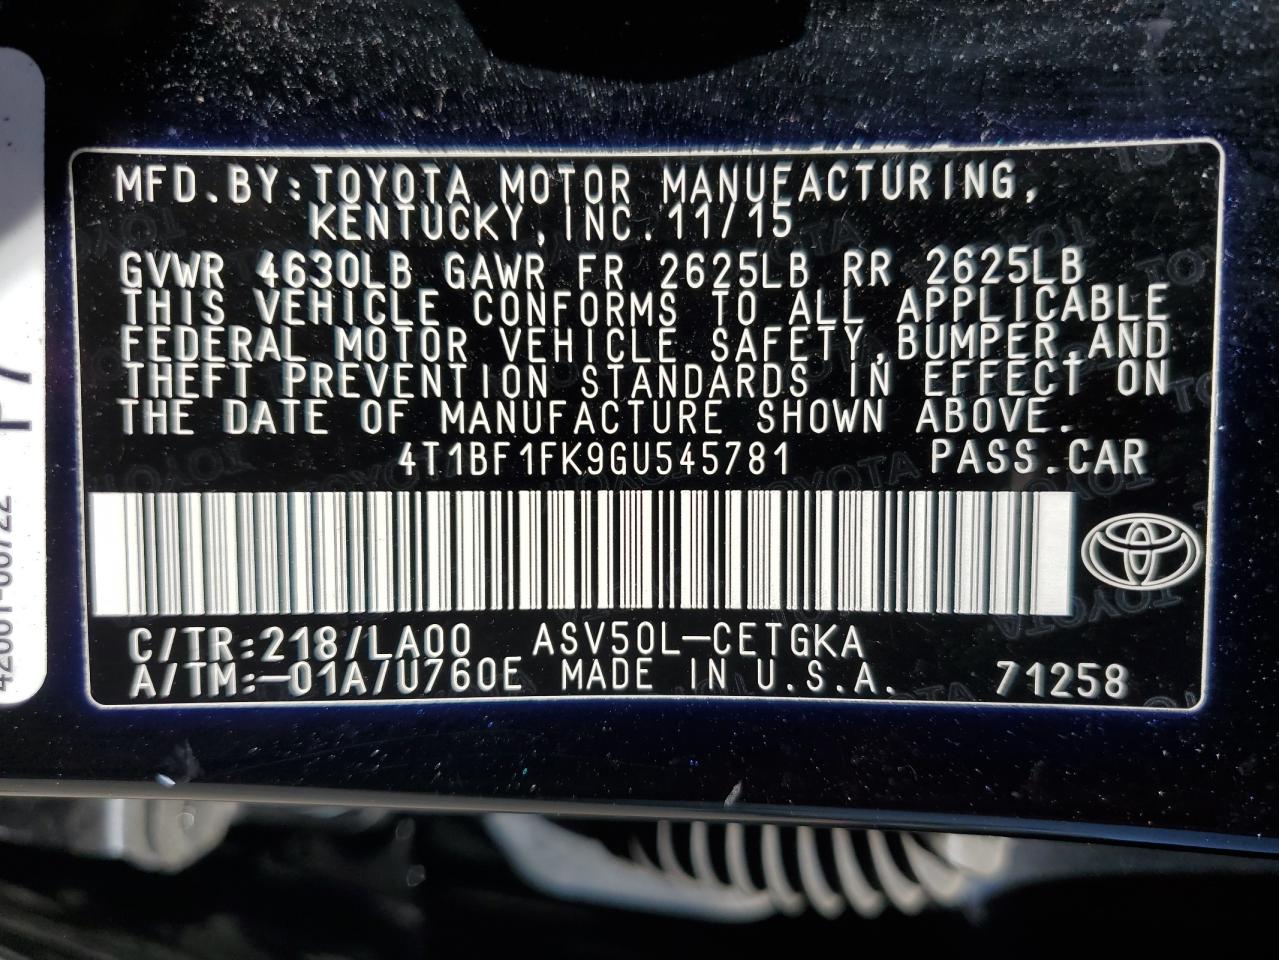 MFD.BY:TOYOTA MOTOR MANUFACTURING,
KENTUCKY,INC.11/15
GVWR 4630LB GAWR FR 2625LB RR 2625LB
THIS VEHICLE CONFORMS TO ALL APPLICABLE
FEDERAL MOTOR VEHICLE SAFETY,BUMPER,AND
THEFT PREVENTION STANDARDS IN EFFECT ON
THE DATE OF MANUFACTURE SHOWN ABOVE.
4T1BF1FK9GU545781 PASS.CAR
C/TR:218/LA00 ASV50L-CETGKA
A/TM:-01A/U760E MADE IN U.S.A. 71258